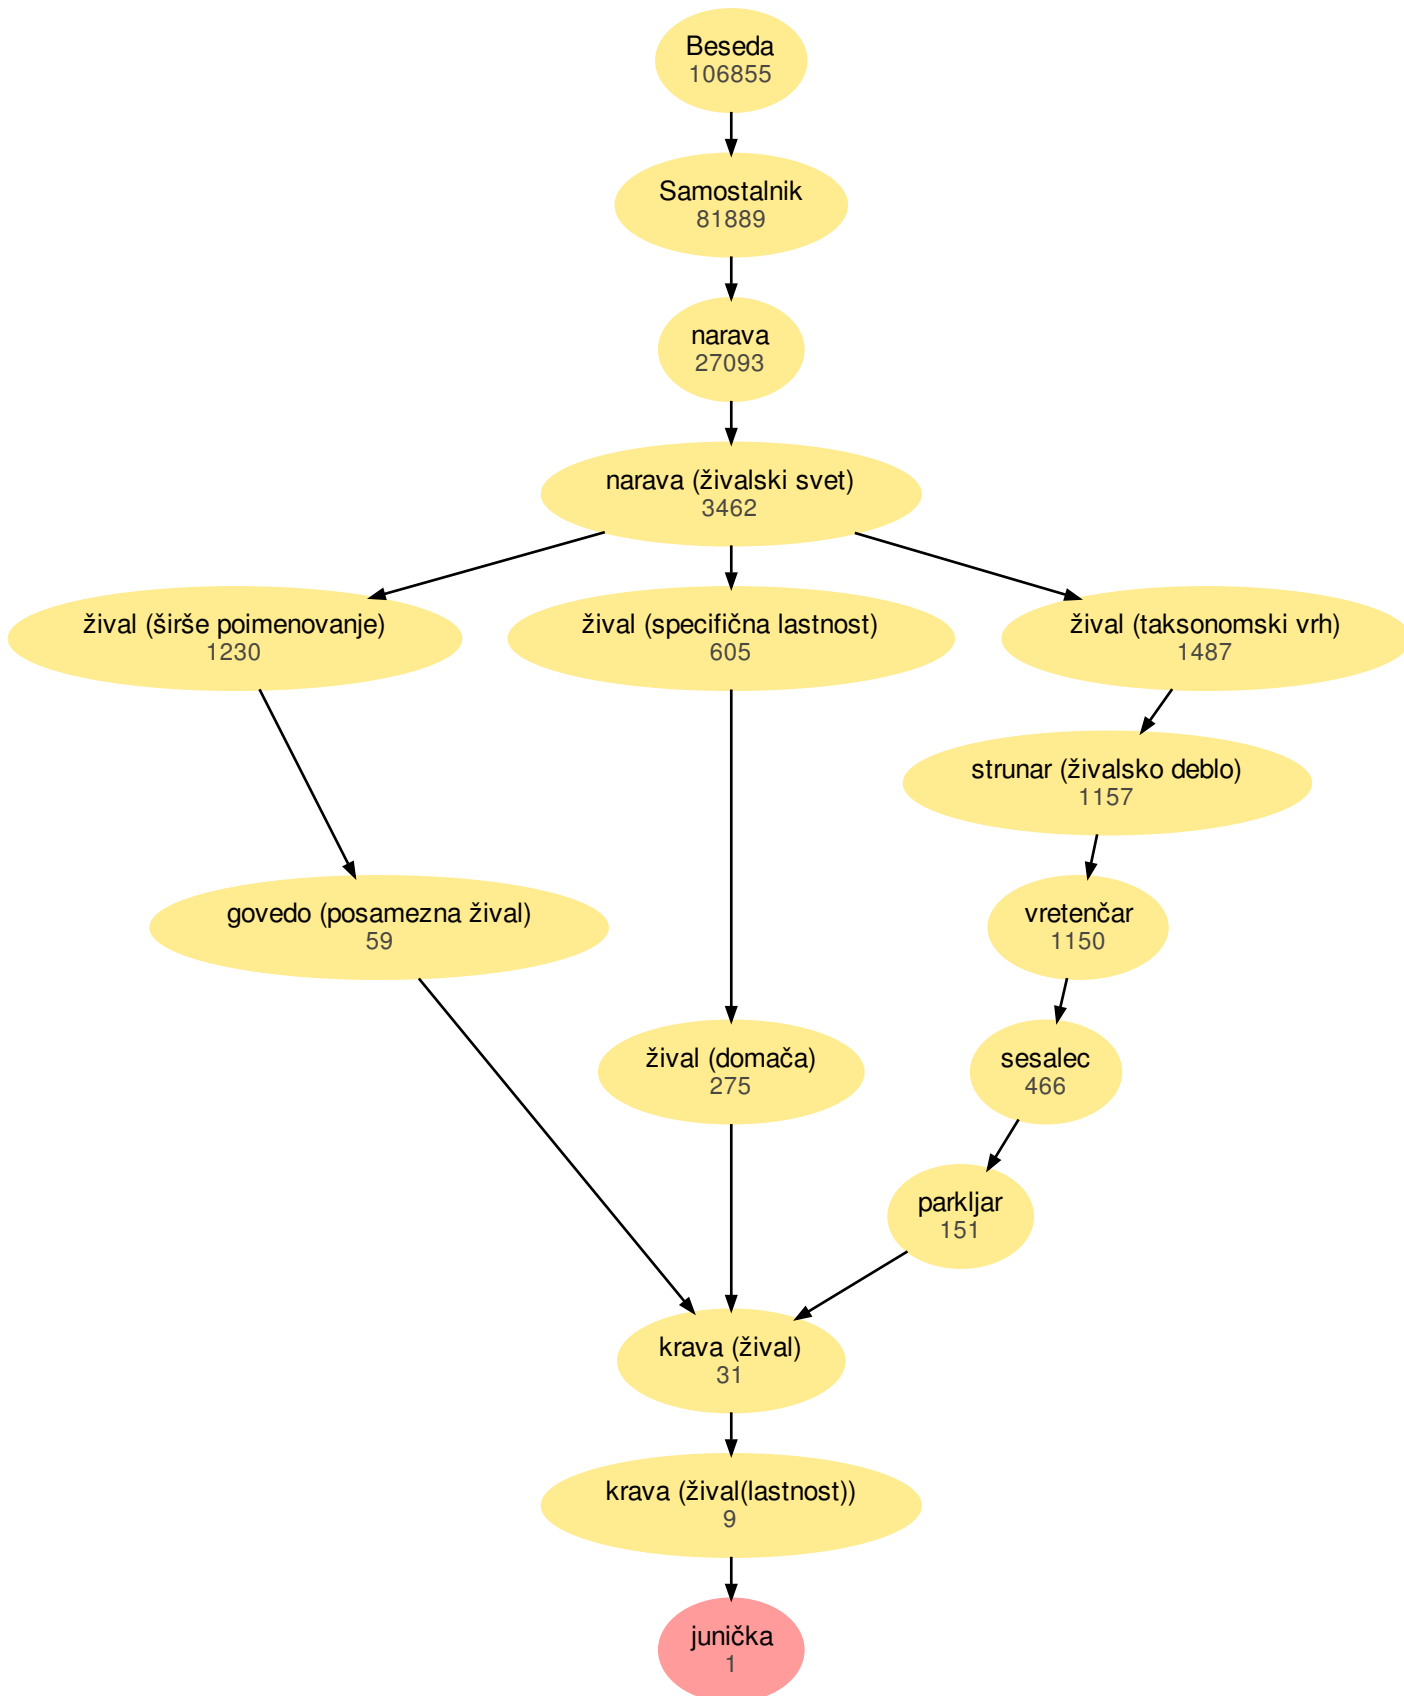 Beseda
106855
Samostalnik
81889
narava
27093
narava (živalski svet)
3462
žival (širše poimenovanje)
1230
žival (specifična lastnost)
605
žival (taksonomski vrh)
1487
strunar (živalsko deblo)
1157
govedo (posamezna žival)
59
vretenčar
1150
žival (domača)
275
sesalec
466
parkljar
151
krava (žival)
31
krava (žival(lastnost))
9
junička
1